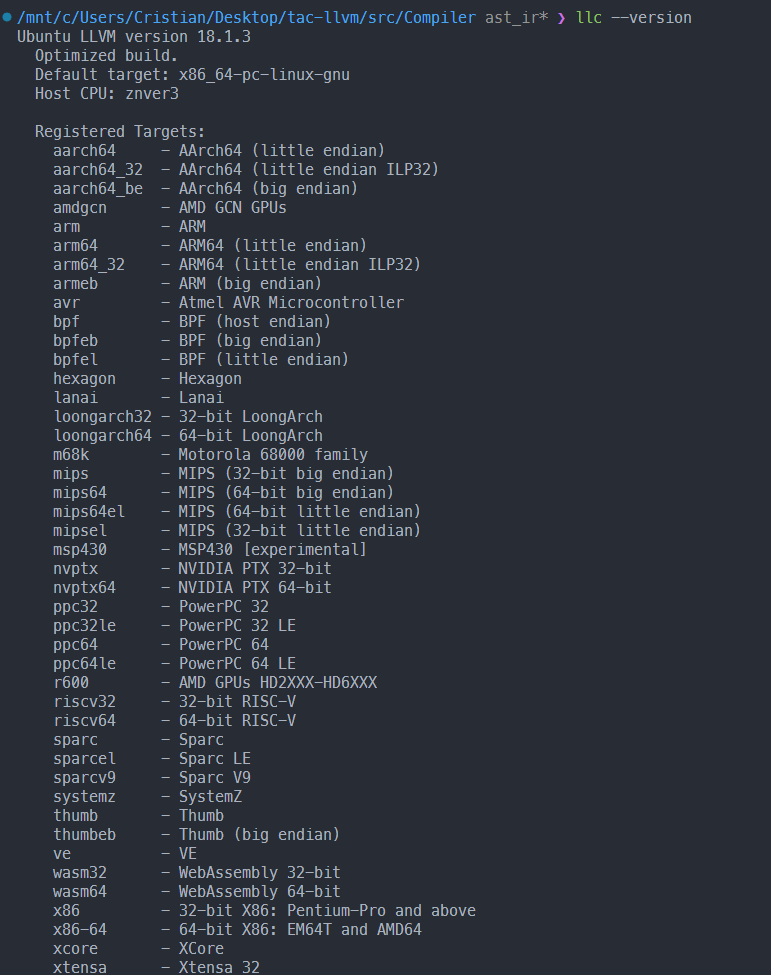 /mnt/c/Users/Cristian/Desktop/tac-llvm/src/Compiler ast_ir* ❯ llc --version
Ubuntu LLVM version 18.1.3
  Optimized build.
  Default target: x86_64-pc-linux-gnu
  Host CPU: znver3

  Registered Targets:
    aarch64     - AArch64 (little endian)
    aarch64_32  - AArch64 (little endian ILP32)
    aarch64_be  - AArch64 (big endian)
    amdgcn      - AMD GCN GPUs
    arm         - ARM
    arm64       - ARM64 (little endian)
    arm64_32    - ARM64 (little endian ILP32)
    armeb       - ARM (big endian)
    avr         - Atmel AVR Microcontroller
    bpf         - BPF (host endian)
    bpfeb       - BPF (big endian)
    bpfel       - BPF (little endian)
    hexagon     - Hexagon
    lanai       - Lanai
    loongarch32 - 32-bit LoongArch
    loongarch64 - 64-bit LoongArch
    m68k        - Motorola 68000 family
    mips        - MIPS (32-bit big endian)
    mips64      - MIPS (64-bit big endian)
    mips64el    - MIPS (64-bit little endian)
    mipsel      - MIPS (32-bit little endian)
    msp430      - MSP430 [experimental]
    nvptx       - NVIDIA PTX 32-bit
    nvptx64     - NVIDIA PTX 64-bit
    ppc32       - PowerPC 32
    ppc32le     - PowerPC 32 LE
    ppc64       - PowerPC 64
    ppc64le     - PowerPC 64 LE
    r600        - AMD GPUs HD2XXX-HD6XXX
    riscv32     - 32-bit RISC-V
    riscv64     - 64-bit RISC-V
    sparc       - Sparc
    sparcel     - Sparc LE
    sparcv9     - Sparc V9
    systemz     - SystemZ
    thumb       - Thumb
    thumbeb     - Thumb (big endian)
    ve          - VE
    wasm32      - WebAssembly 32-bit
    wasm64      - WebAssembly 64-bit
    x86         - 32-bit X86: Pentium-Pro and above
    x86-64      - 64-bit X86: EM64T and AMD64
    xcore       - XCore
    xtensa      - Xtensa 32